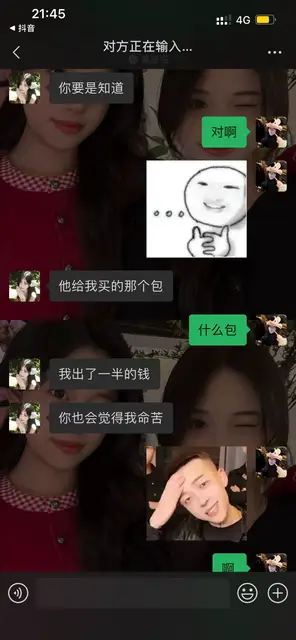 21:45
4G
抖音
对方正在输入...
你要是知道
对啊
他给我买的那个包
什么包
我出了一半的钱
你也会觉得我命苦
啊